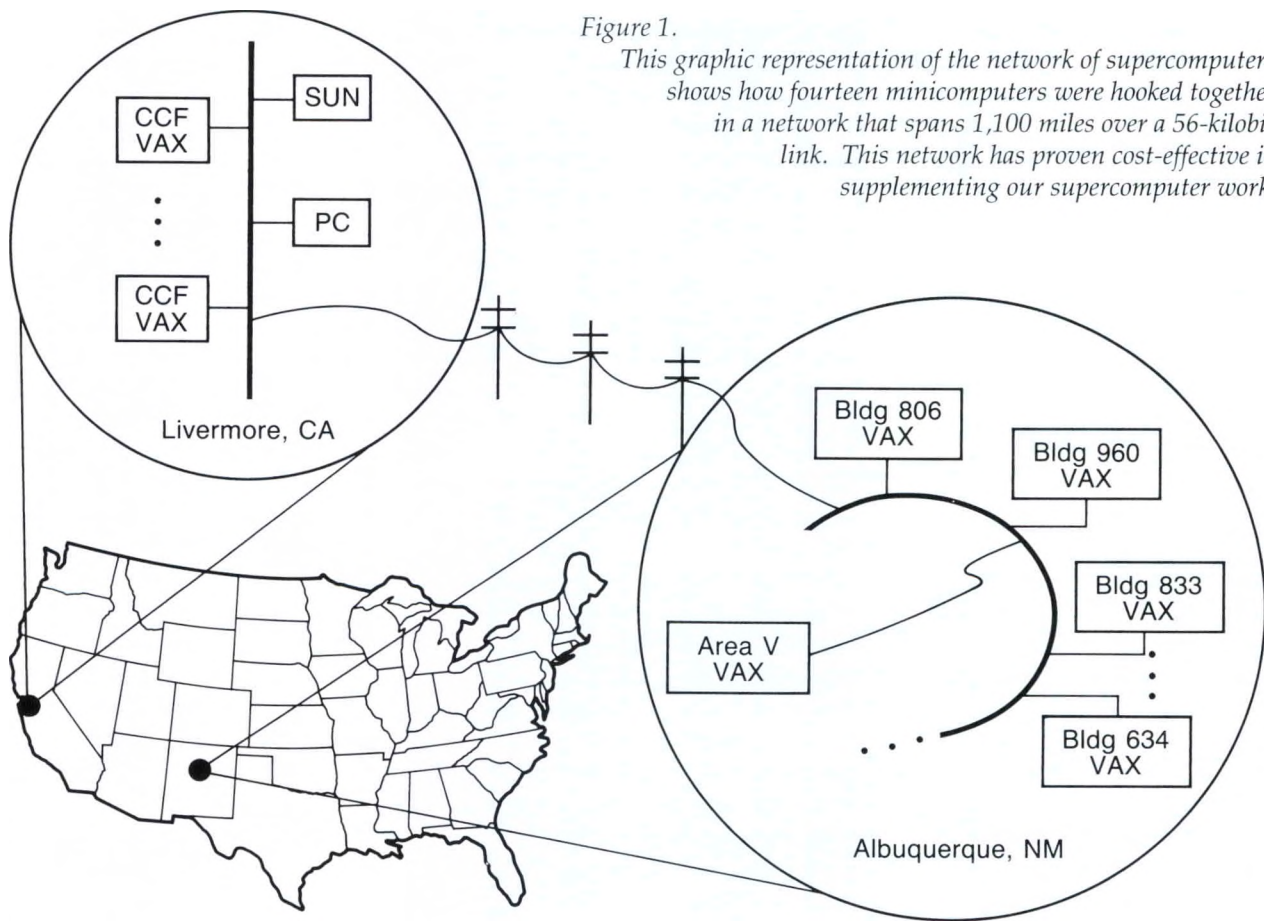 Figure 1.
This graphic representation of the network of supercomputer
shows how fourteen minicomputers were hooked togethe
in a network that spans 1,100 miles over a 56-kilobi
link. This network has proven cost-effective i
supplementing our supercomputer work
SUN
CCF
VAX
PC
CCF
VAX
Livermore, CA
Bldg 806
VAX
Bldg 960
VAX
Bldg 833
VAX
Area V
VAX
Bldg 634
VAX
Albuquerque, NM